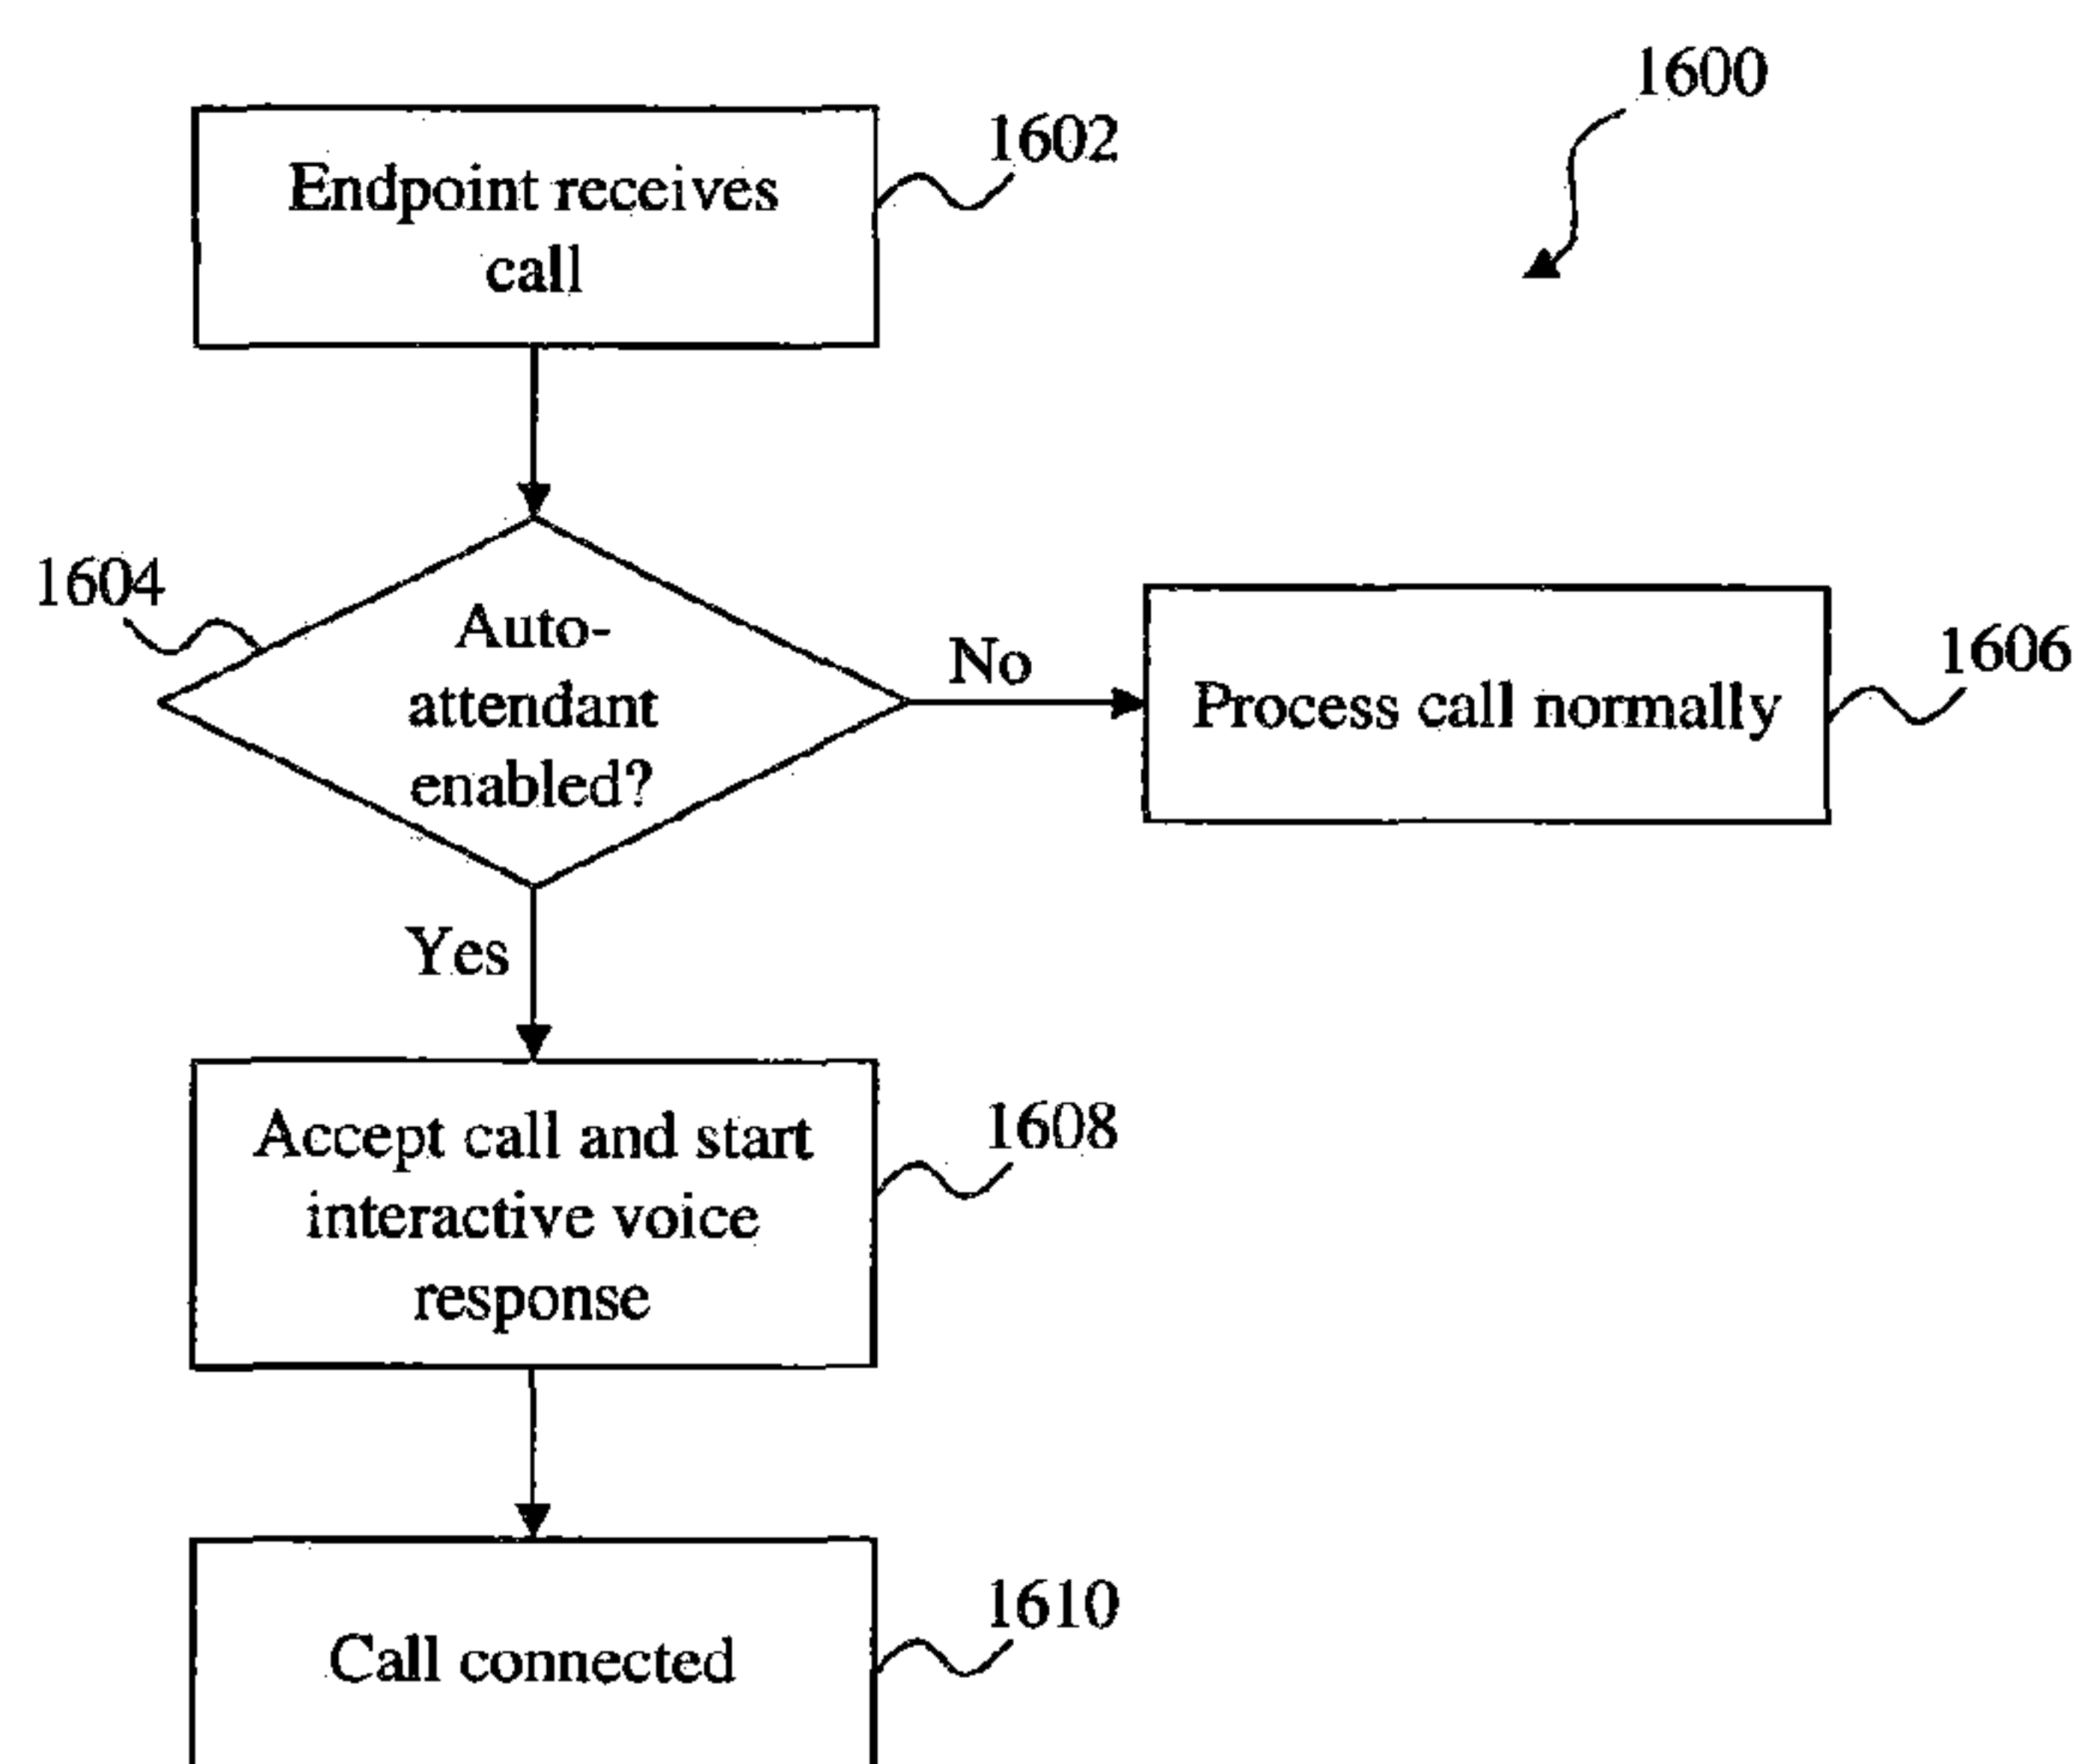 1600
1602
Endpoint receives
call
1604
Auto-
attendant
enabled?
No
1606
Process call normally
Yes
1608
Accept call and start
interactive voice
response
1610
Call connected